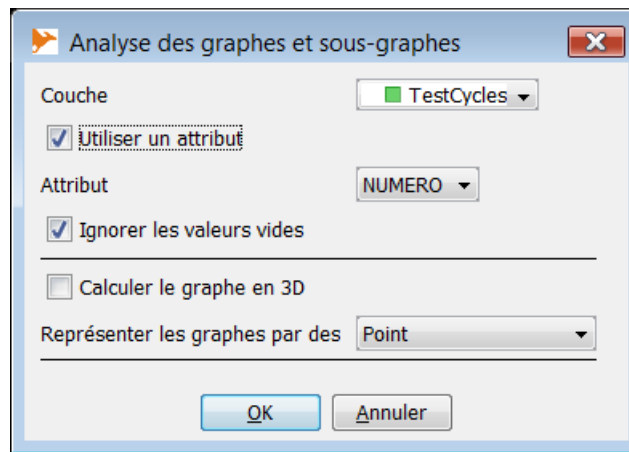 Analyse des graphes et sous-graphes
Couche TestCycles
Utiliser un attribut
Attribut NUMERO
Ignorer les valeurs vides
Calculer le graphe en 3D
Représenter les graphes par des Point
OK Annuler